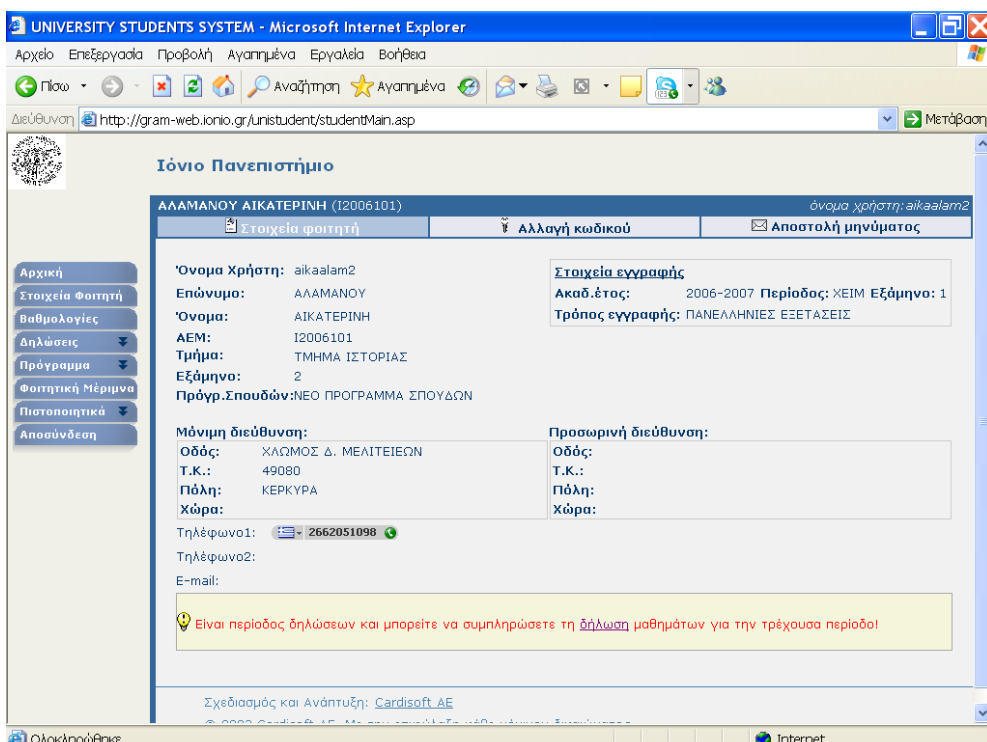 UNIVERSITY STUDENTS SYSTEM - Microsoft Internet Explorer
Αρχείο Επεξεργασία Προβολή Αγαπημένα Εργαλεία Βοήθεια
Πίσω Αναζήτηση Αγαπημένα
Διεύθυνση http://gram-web.ionio.gr/unistudent/studentMain.asp Μετάβαση
Ιόνιο Πανεπιστήμιο
ΑΛΑΜΑΝΟΥ ΑΙΚΑΤΕΡΙΝΗ (Ι2006101) όνομα χρήστη:aikaalam2
Στοιχεία φοιτητή Αλλαγή κωδικού Αποστολή μηνύματος
Αρχική
Στοιχεία Φοιτητή
Βαθμολογίες
Δηλώσεις
Πρόγραμμα
Φοιτητική Μέριμνα
Πιστοποιητικά
Αποσύνδεση
Όνομα Χρήστη: aikaalam2
Επώνυμο: ΑΛΑΜΑΝΟΥ
Όνομα: ΑΙΚΑΤΕΡΙΝΗ
ΑΕΜ: Ι2006101
Τμήμα: ΤΜΗΜΑ ΙΣΤΟΡΙΑΣ
Εξάμηνο: 2
Πρόγρ.Σπουδών:ΝΕΟ ΠΡΟΓΡΑΜΜΑ ΣΠΟΥΔΩΝ
Στοιχεία εγγραφής
Ακαδ.έτος: 2006-2007 Περίοδος: ΧΕΙΜ Εξάμηνο: 1
Τρόπος εγγραφής: ΠΑΝΕΛΛΗΝΙΕΣ ΕΞΕΤΑΣΕΙΣ
Μόνιμη διεύθυνση:
Οδός: ΧΛΩΜΟΣ Δ. ΜΕΛΙΤΕΙΕΩΝ
Τ.Κ.: 49080
Πόλη: ΚΕΡΚΥΡΑ
Χώρα:
Προσωρινή διεύθυνση:
Οδός:
Τ.Κ.:
Πόλη:
Χώρα:
Τηλέφωνο1: 2662051098
Τηλέφωνο2:
E-mail:
Είναι περίοδος δηλώσεων και μπορείτε να συμπληρώσετε τη δήλωση μαθημάτων για την τρέχουσα περίοδο!
Σχεδιασμός και Ανάπτυξη: Cardisoft AE
Ολοκληρώθηκε Internet